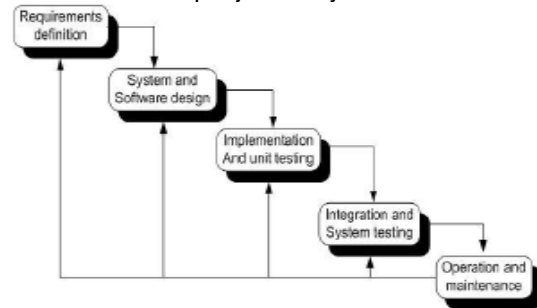 Requirements
definition
System and
Software design
Implementation
And unit testing
Integration and
System testing
Operation and
maintenance